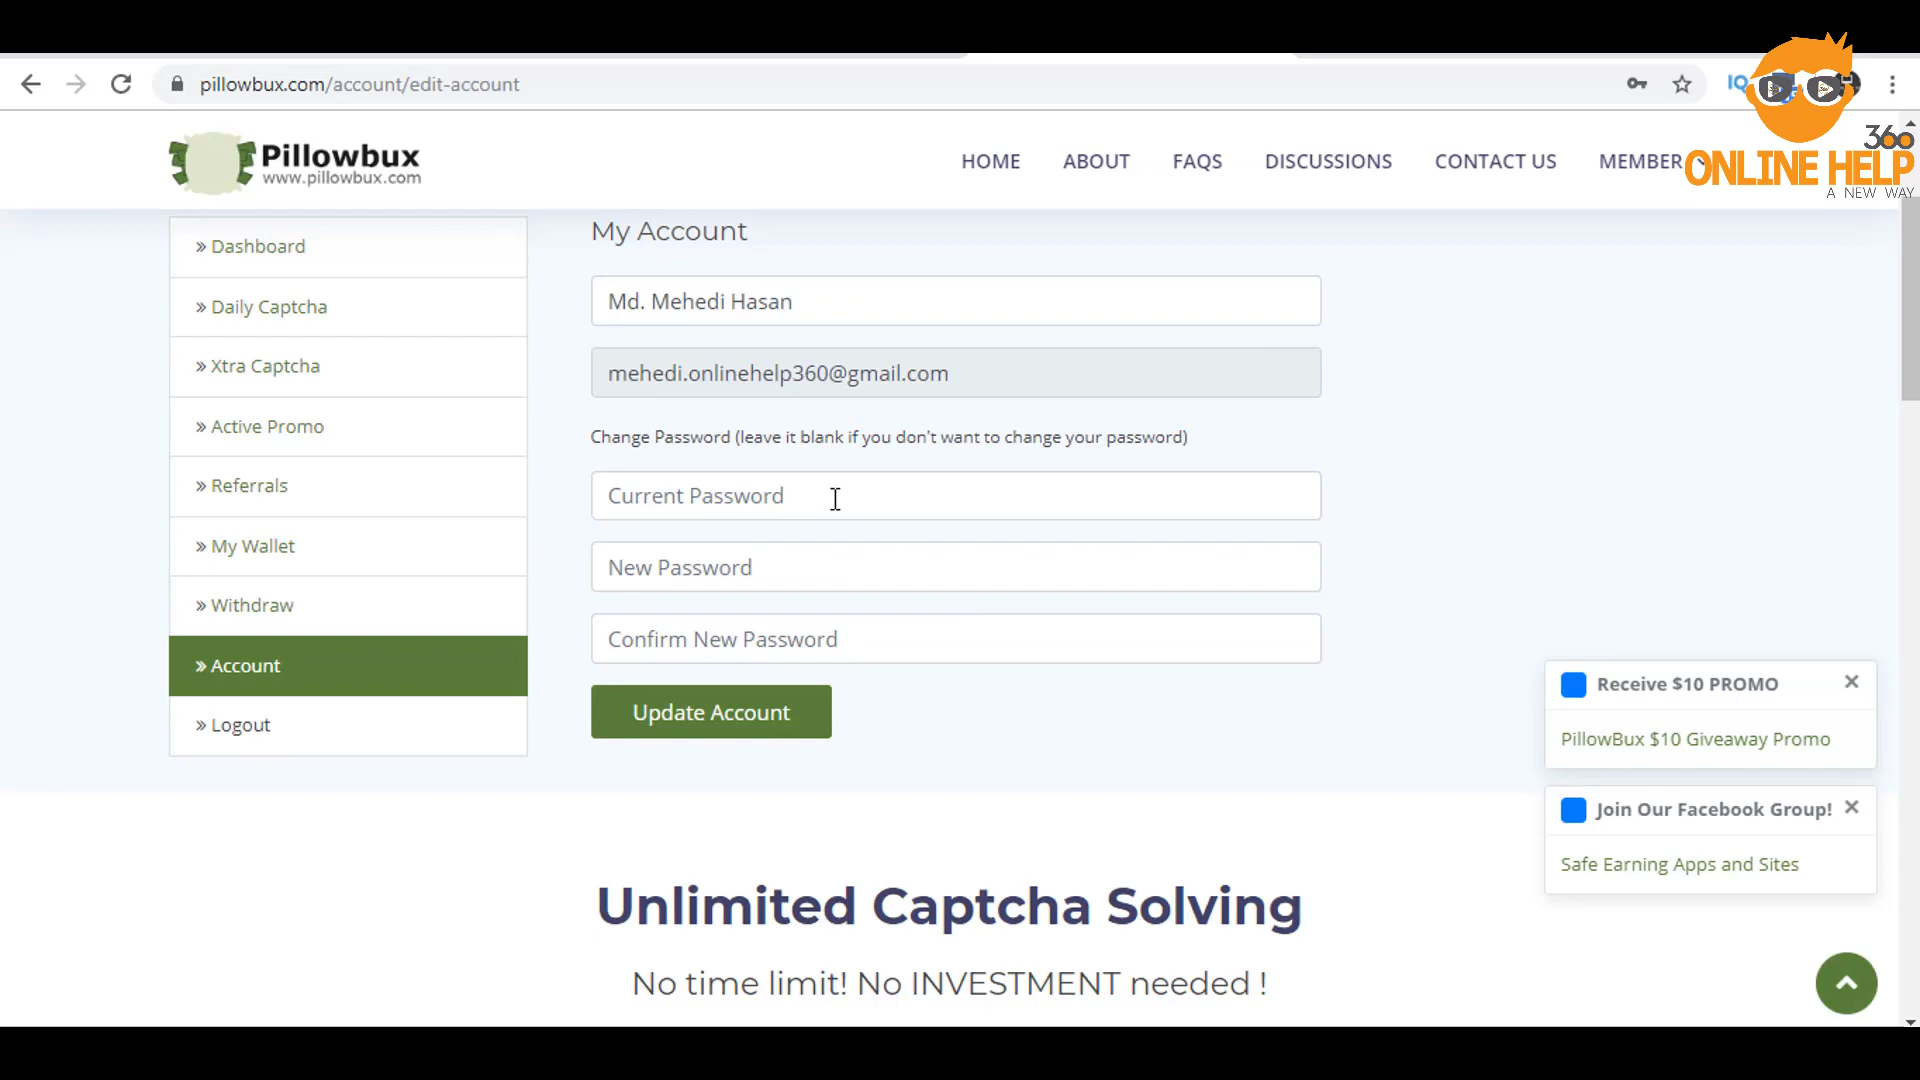 pillowbux.com/account/edit-account
IQ
360
ONLINE HELP
A NEW WAY
Pillowbux
www.pillowbux.com
HOME
ABOUT
FAQS
DISCUSSIONS
CONTACT US
MEMBER
» Dashboard
» Daily Captcha
» Xtra Captcha
» Active Promo
» Referrals
» My Wallet
» Withdraw
» Account
» Logout
My Account
Md. Mehedi Hasan
mehedi.onlinehelp360@gmail.com
Change Password (leave it blank if you don't want to change your password)
Current Password
New Password
Confirm New Password
Update Account
Receive $10 PROMO
PillowBux $10 Giveaway Promo
Join Our Facebook Group!
Safe Earning Apps and Sites
Unlimited Captcha Solving
No time limit! No INVESTMENT needed !